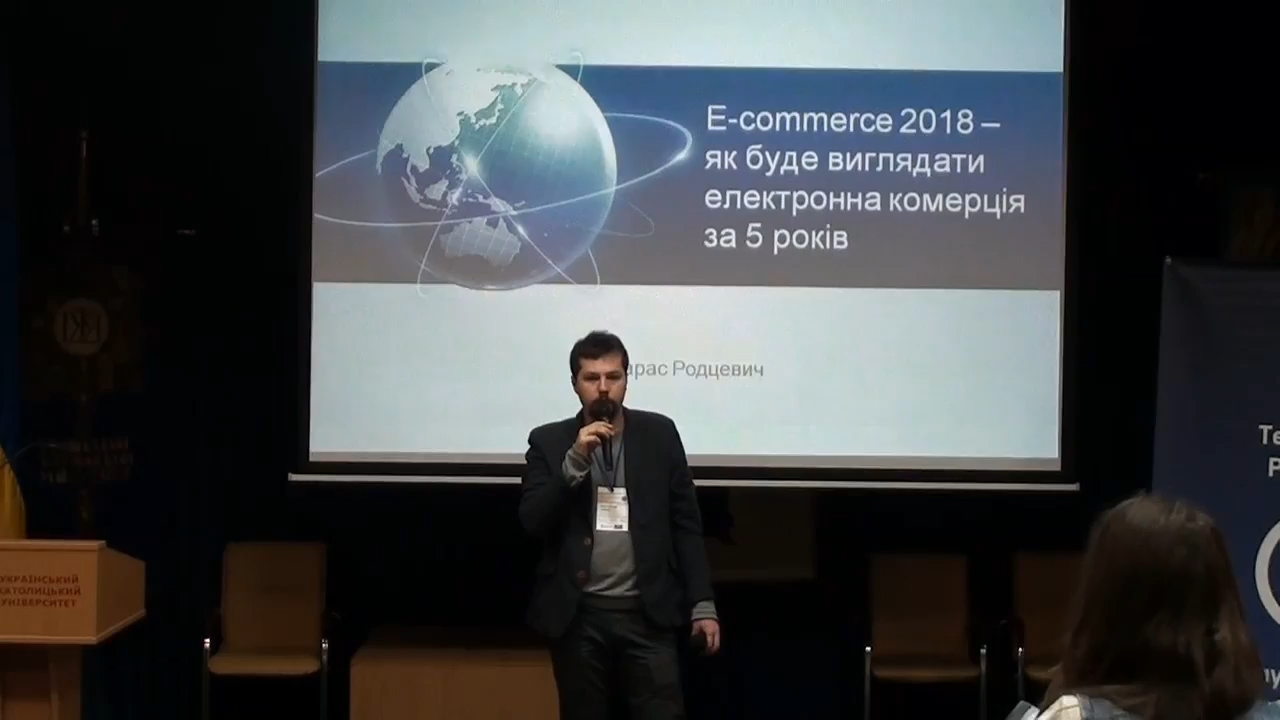 E-commerce 2018 –
як буде виглядати
електронна комерція
за 5 років
арас Родцевич
УКРАЇНСЬКИЙ
КАТОЛИЦЬКИЙ
УНІВЕРСИТЕТ